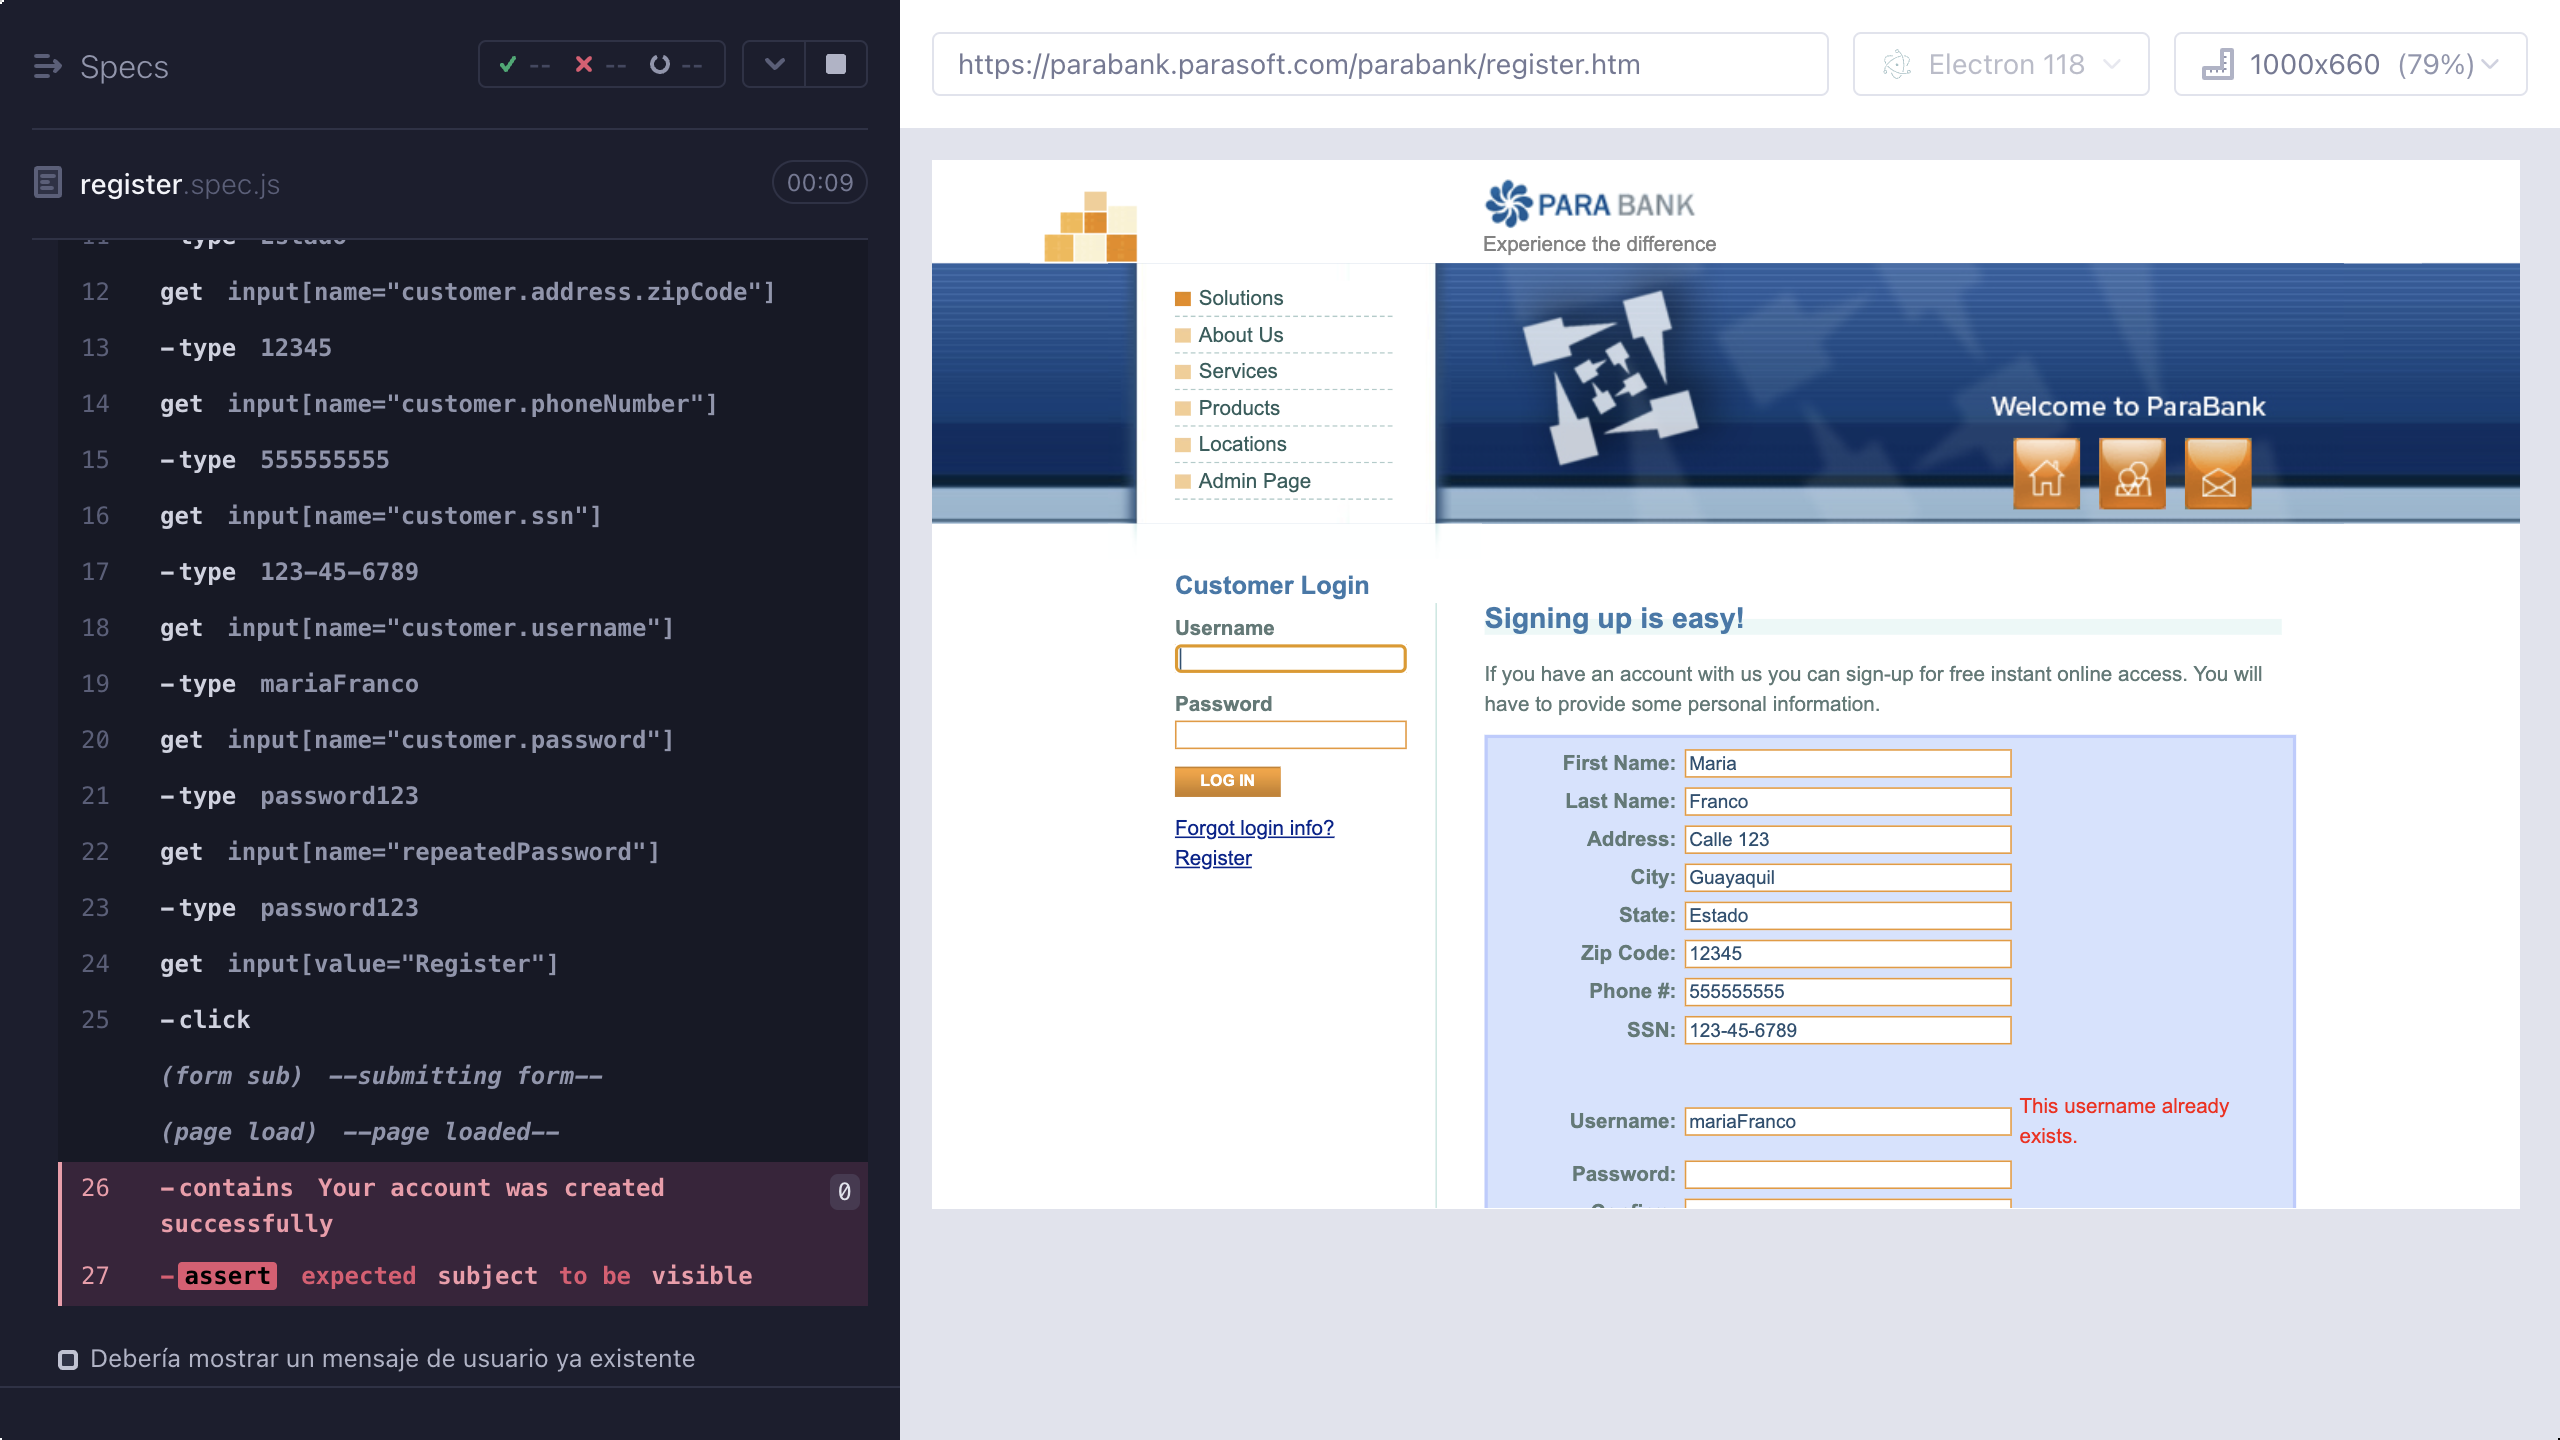 Specs
-- -- --
register.spec.js 00:09
11 -type Estado
12 get input[name="customer.address.zipCode"]
13 -type 12345
14 get input[name="customer.phoneNumber"]
15 -type 555555555
16 get input[name="customer.ssn"]
17 -type 123-45-6789
18 get input[name="customer.username"]
19 -type mariaFranco
20 get input[name="customer.password"]
21 -type password123
22 get input[name="repeatedPassword"]
23 -type password123
24 get input[value="Register"]
25 -click
(form sub) --submitting form--
(page load) --page loaded--
26 -contains Your account was created
successfully
0
27 -assert expected subject to be visible
Debería mostrar un mensaje de usuario ya existente
https://parabank.parasoft.com/parabank/register.htm
Electron 118
1000x660 (79%)
PARA BANK
Experience the difference
Solutions
About Us
Services
Products
Locations
Admin Page
Welcome to ParaBank
Customer Login
Username
Password
LOG IN
Forgot login info?
Register
Signing up is easy!
If you have an account with us you can sign-up for free instant online access. You will
have to provide some personal information.
First Name: Maria
Last Name: Franco
Address: Calle 123
City: Guayaquil
State: Estado
Zip Code: 12345
Phone #: 555555555
SSN: 123-45-6789
Username: mariaFranco
This username already
exists.
Password: